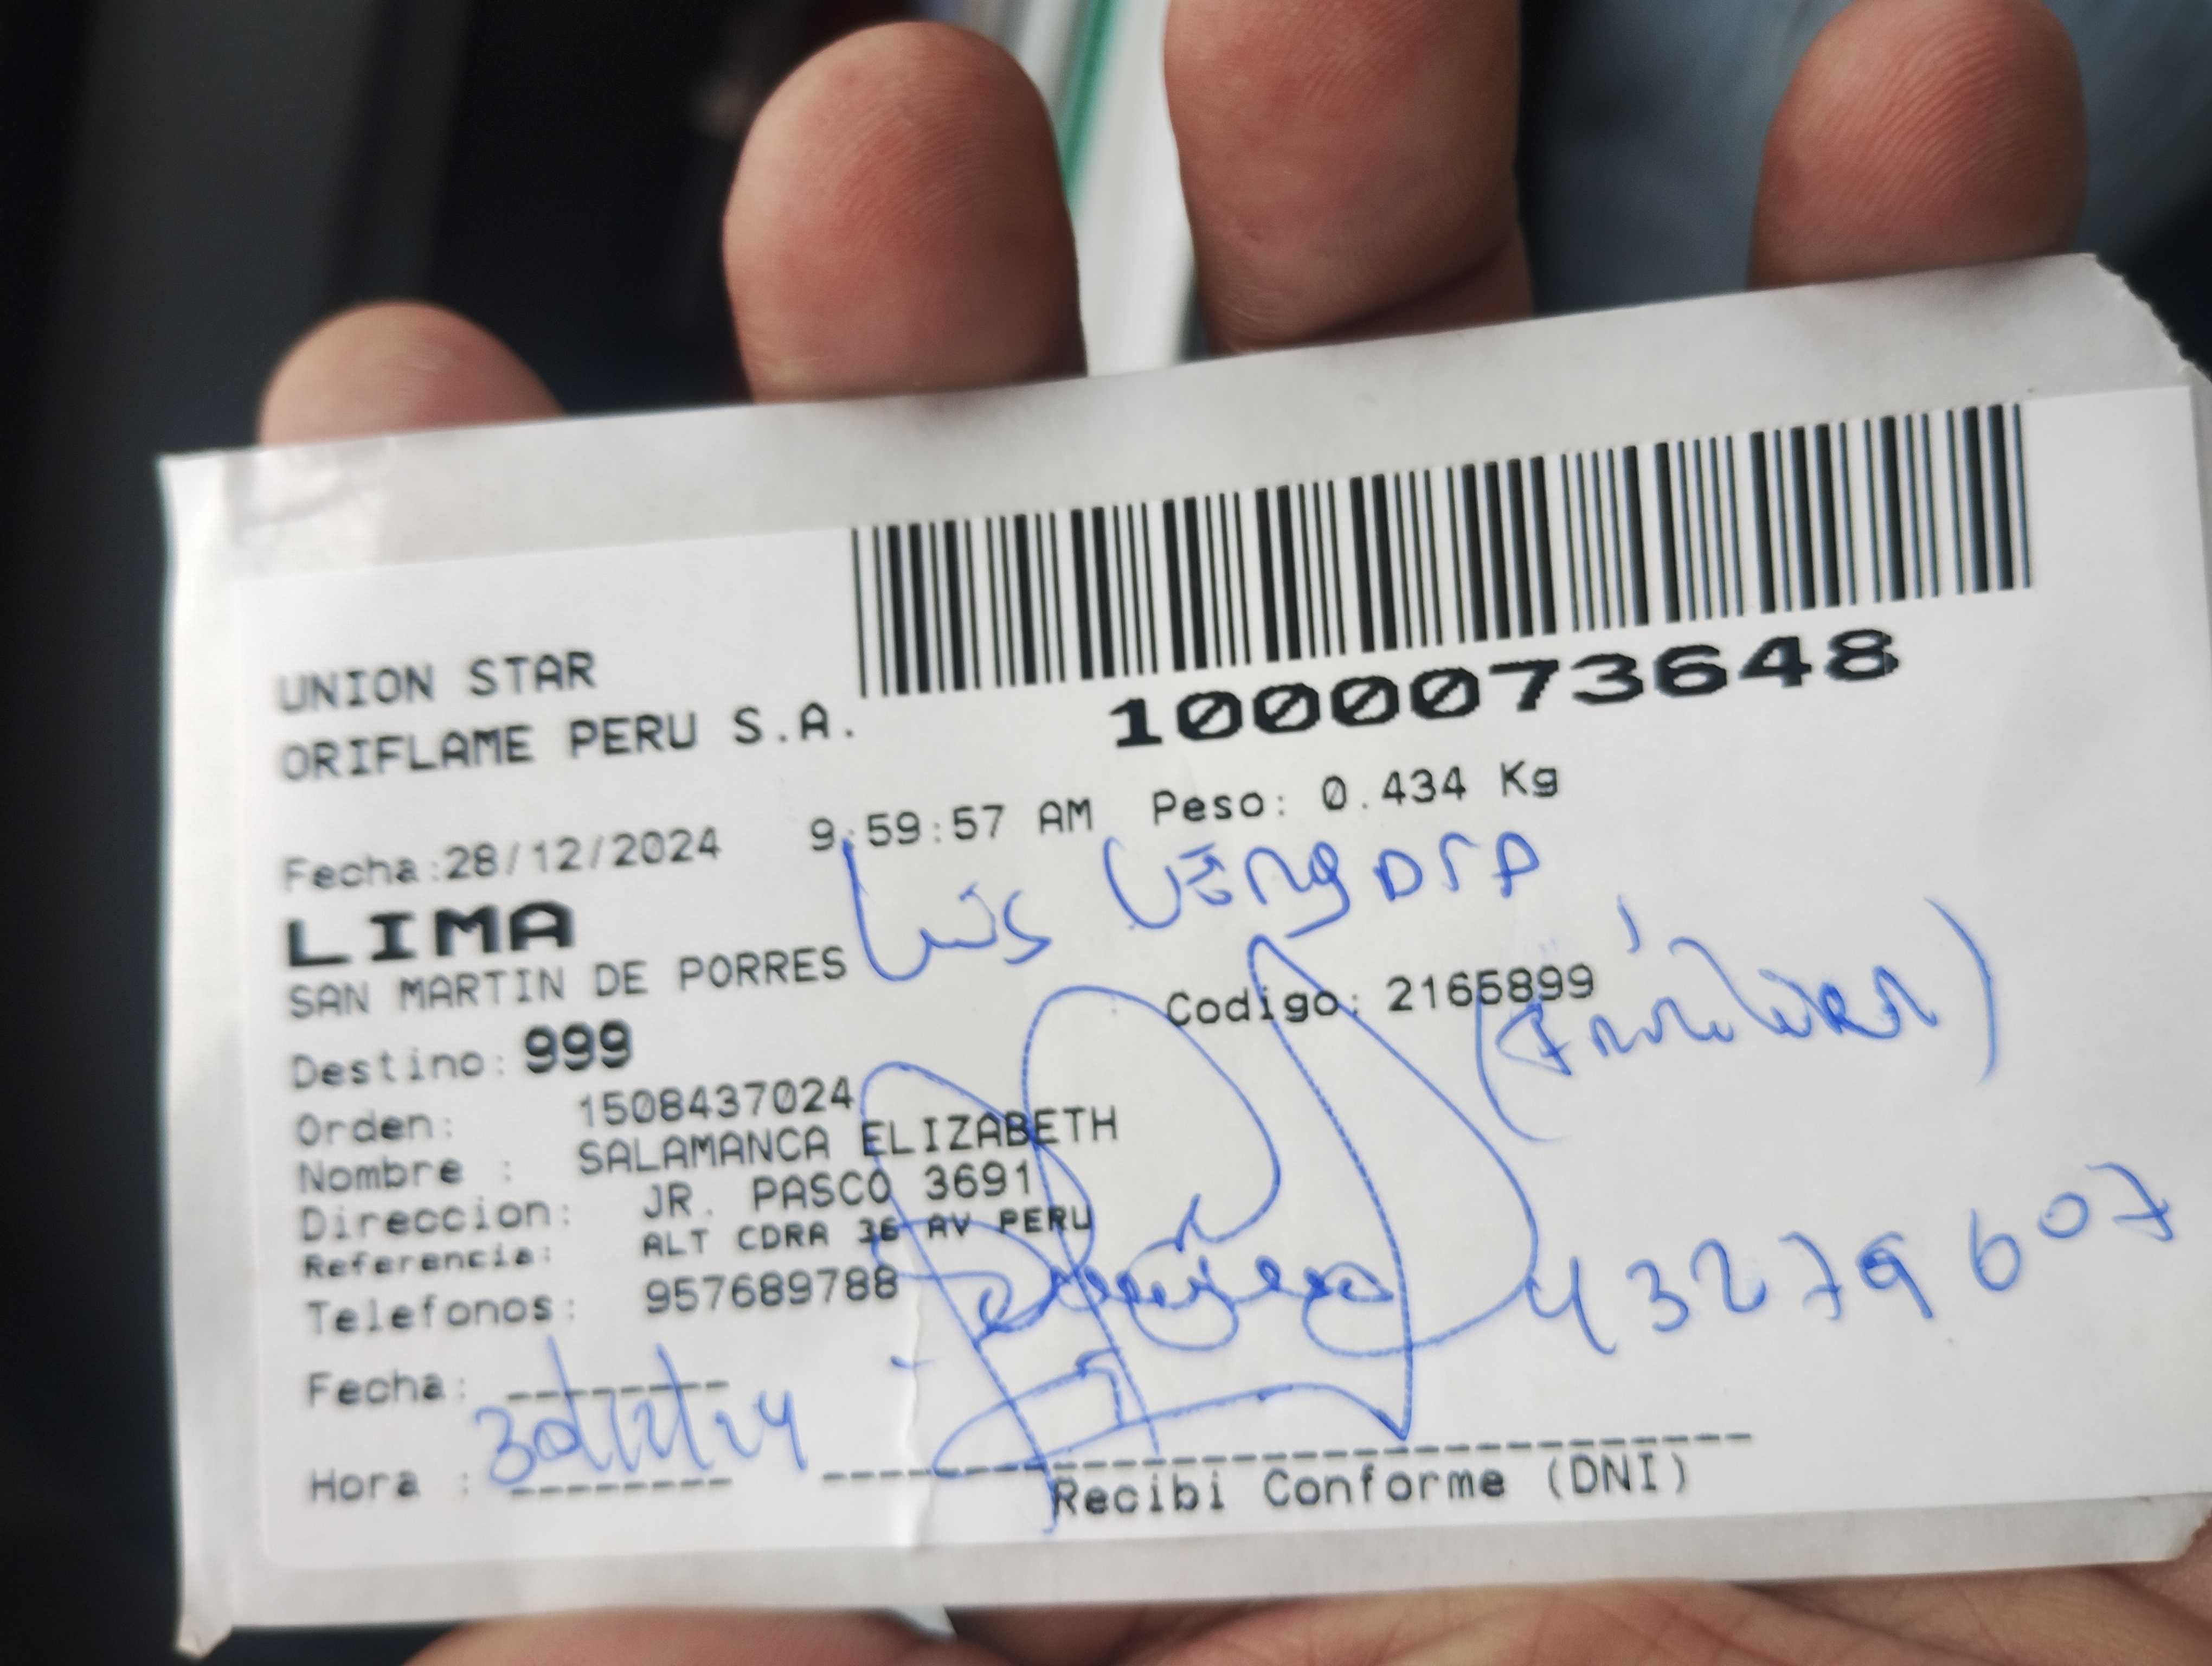 1000073648
UNION STAR
ORIFLAME PERU S.A.
Fecha:28/12/2024 9:59:57 AM Peso: 0.434 Kg
Luis
LIMA
SAN MARTIN DE PORRES
Codigo: 2165899
Destino: 999
Orden: 1508437024
Nombre : SALAMANCA ELIZABETH
Direccion: JR. PASCO 3691
Referencia: ALT CDRA 36 AV PERU
Telefonos: 957689788
43279607
Fecha: --------
30/12/24
Hora : --------
Recibi Conforme (DNI)